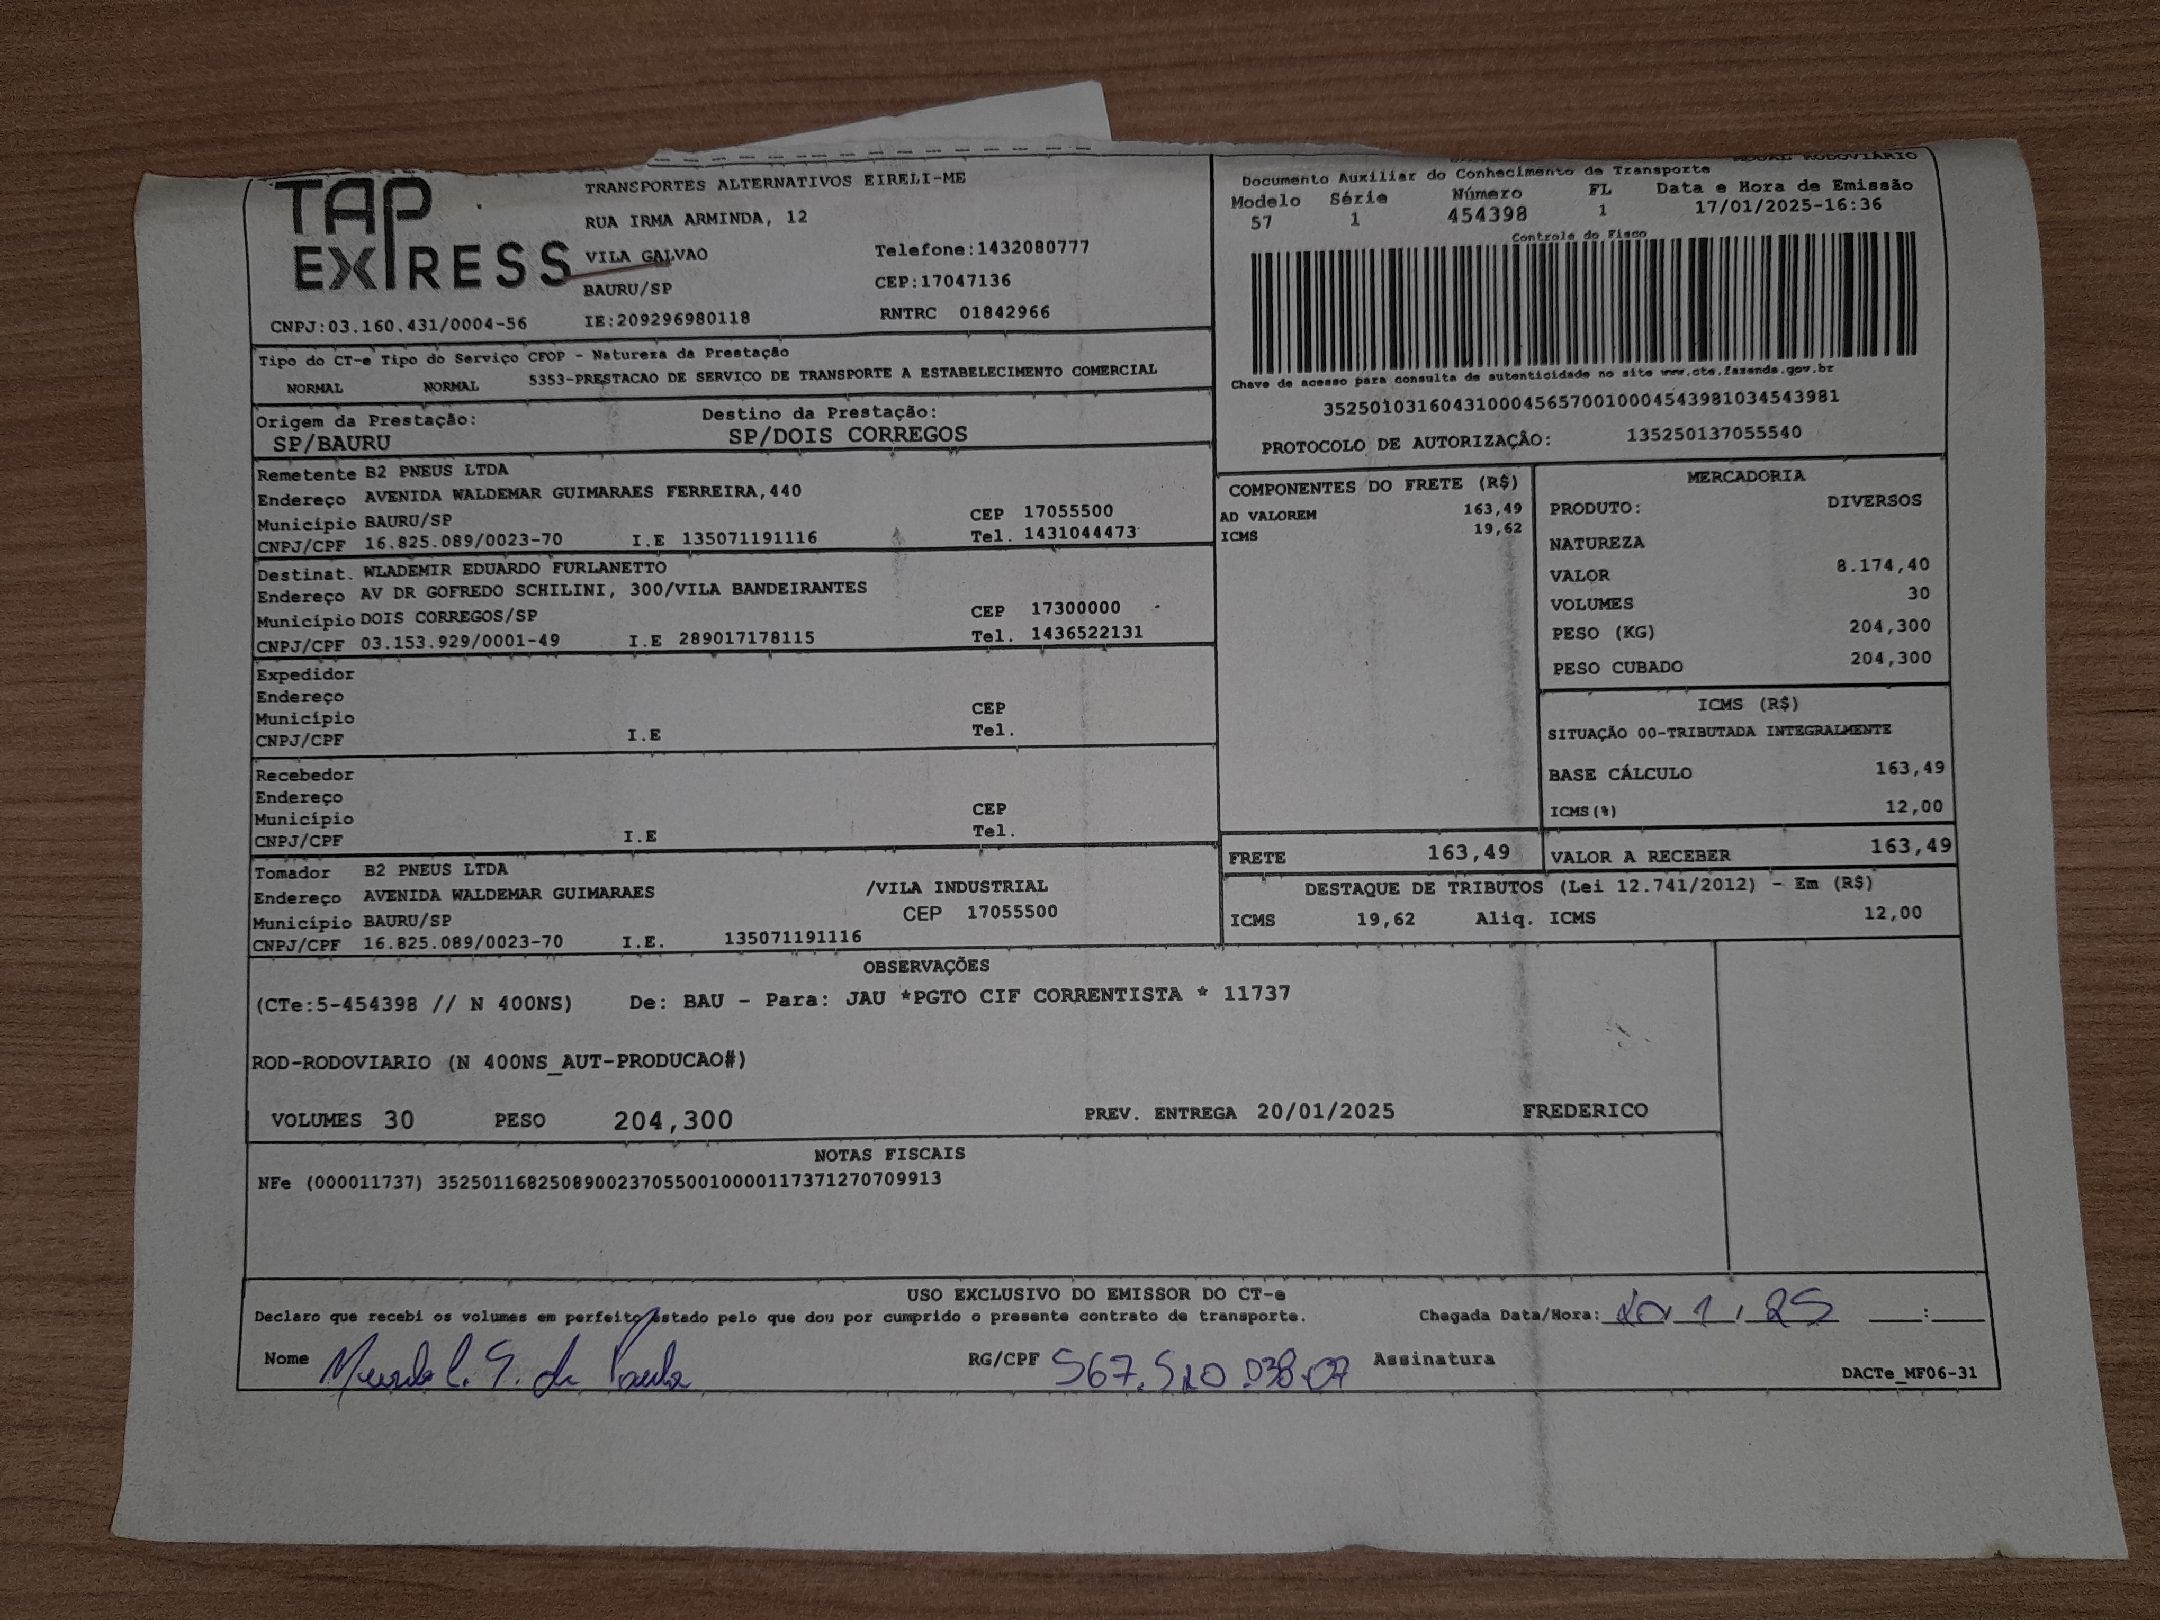 TAP
EXPRESS
TRANSPORTES ALTERNATIVOS EIRELI-ME
RUA IRMA ARMINDA, 12
VILA GALVAO Telefone:1432080777
BAURU/SP CEP:17047136
CNPJ:03.160.431/0004-56 IE:209296980118 RNTRC 01842966
MODAL RODOVIÁRIO
Documento Auxiliar do Conhecimento de Transporte
Modelo Série Número FL Data e Hora de Emissão
57 1 454398 1 17/01/2025-16:36
Controle do Fisco
Chave de acesso para consulta de autenticidade no site www.cte.fazenda.gov.br
35250103160431000456570010004543981034543981
PROTOCOLO DE AUTORIZAÇÂO: 135250137055540
Tipo do CT-e Tipo do Serviço CFOP - Natureza da Prestação
NORMAL NORMAL 5353-PRESTACAO DE SERVICO DE TRANSPORTE A ESTABELECIMENTO COMERCIAL
Origem da Prestação: Destino da Prestação:
SP/BAURU SP/DOIS CORREGOS
Remetente B2 PNEUS LTDA
Endereço AVENIDA WALDEMAR GUIMARAES FERREIRA,440
Município BAURU/SP CEP 17055500
CNPJ/CPF 16.825.089/0023-70 I.E 135071191116 Tel. 1431044473
Destinat. WLADEMIR EDUARDO FURLANETTO
Endereço AV DR GOFREDO SCHILINI, 300/VILA BANDEIRANTES
Município DOIS CORREGOS/SP CEP 17300000
CNPJ/CPF 03.153.929/0001-49 I.E 289017178115 Tel. 1436522131
Expedidor
Endereço
Município CEP
CNPJ/CPF I.E Tel.
Recebedor
Endereço
Município CEP
CNPJ/CPF I.E Tel.
Tomador B2 PNEUS LTDA
Endereço AVENIDA WALDEMAR GUIMARAES /VILA INDUSTRIAL
Município BAURU/SP CEP 17055500
CNPJ/CPF 16.825.089/0023-70 I.E. 135071191116
COMPONENTES DO FRETE (R$)
AD VALOREM 163,49
ICMS 19,62
MERCADORIA
PRODUTO: DIVERSOS
NATUREZA
VALOR 8.174,40
VOLUMES 30
PESO (KG) 204,300
PESO CUBADO 204,300
ICMS (R$)
SITUAÇÃO 00-TRIBUTADA INTEGRALMENTE
BASE CÁLCULO 163,49
ICMS(%) 12,00
FRETE 163,49 VALOR A RECEBER 163,49
DESTAQUE DE TRIBUTOS (Lei 12.741/2012) - Em (R$)
ICMS 19,62 Aliq. ICMS 12,00
OBSERVAÇÕES
(CTe:5-454398 // N 400NS) De: BAU - Para: JAU *PGTO CIF CORRENTISTA * 11737
ROD-RODOVIARIO (N 400NS_AUT-PRODUCAO#)
VOLUMES 30 PESO 204,300 PREV. ENTREGA 20/01/2025 FREDERICO
NOTAS FISCAIS
NFe (000011737) 35250116825089002370550010000117371270709913
USO EXCLUSIVO DO EMISSOR DO CT-e
Declaro que recebi os volumes em perfeito estado pelo que dou por cumprido o presente contrato de transporte. Chegada Data/Hora: 20, 1, 25 :
Nome RG/CPF Assinatura
DACTe_MF06-31